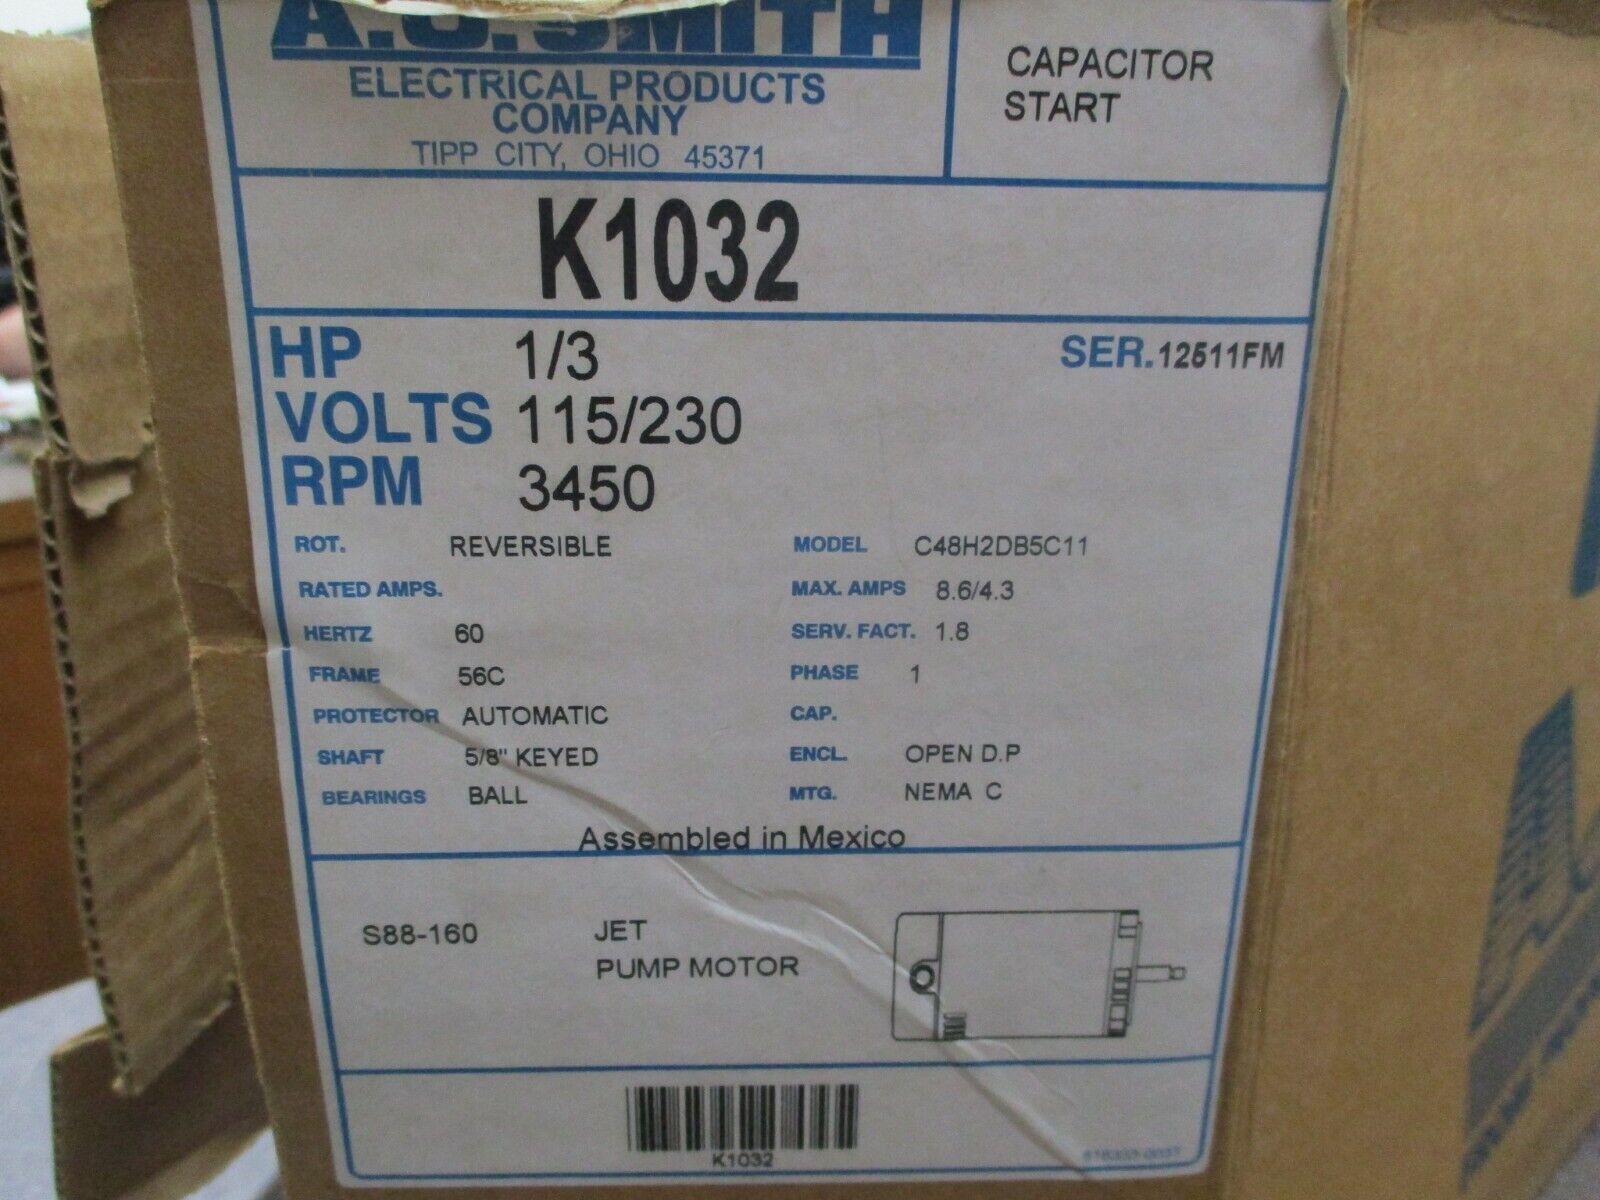 A.O. SMITH
ELECTRICAL PRODUCTS
COMPANY
TIPP CITY, OHIO 45371
CAPACITOR
START
K1032
HP 1/3
SER. 12511FM
VOLTS 115/230
RPM 3450
ROT. REVERSIBLE
MODEL C48H2DB5C11
RATED AMPS.
MAX. AMPS 8.6/4.3
HERTZ 60
SERV. FACT. 1.8
FRAME 56C
PHASE 1
PROTECTOR AUTOMATIC
CAP.
SHAFT 5/8" KEYED
ENCL. OPEN D.P
BEARINGS BALL
MTG. NEMA C
Assembled in Mexico
S88-160
JET
PUMP MOTOR
K1032